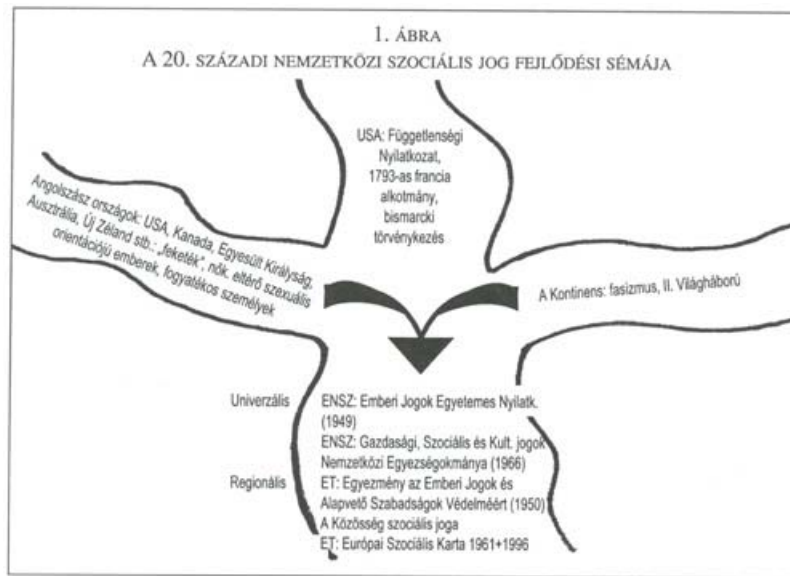 1. ÁBRA
A 20. SZÁZADI NEMZETKÖZI SZOCIÁLIS JOG FEJLŐDÉSI SÉMÁJA
USA: Függetlenségi
Nyilatkozat,
1793-as francia
alkotmány,
bismarcki
törvénykezés
Angolszász országok: USA, Kanada, Egyesült Királyság,
Ausztrália, Új Zéland stb.: „feketék", nők, eltérő szexuális
orientációjú emberek, fogyatékos személyek
A Kontinens: fasizmus, II. Világháború
Univerzális
ENSZ: Emberi Jogok Egyetemes Nyilatk.
(1949)
ENSZ: Gazdasági, Szociális és Kult. jogok
Nemzetközi Egyezségokmánya (1966)
Regionális
ET: Egyezmény az Emberi Jogok és
Alapvető Szabadságok Védelméért (1950)
A Közösség szociális joga
ET: Európai Szociális Karta 1961+1996